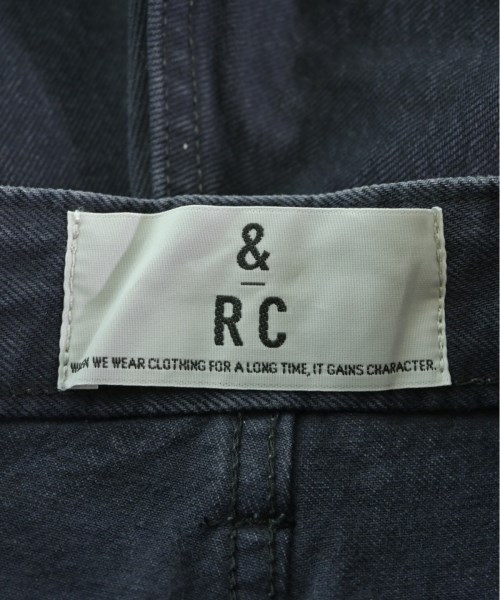 &
RC
WHEN WE WEAR CLOTHING FOR A LONG TIME, IT GAINS CHARACTER.